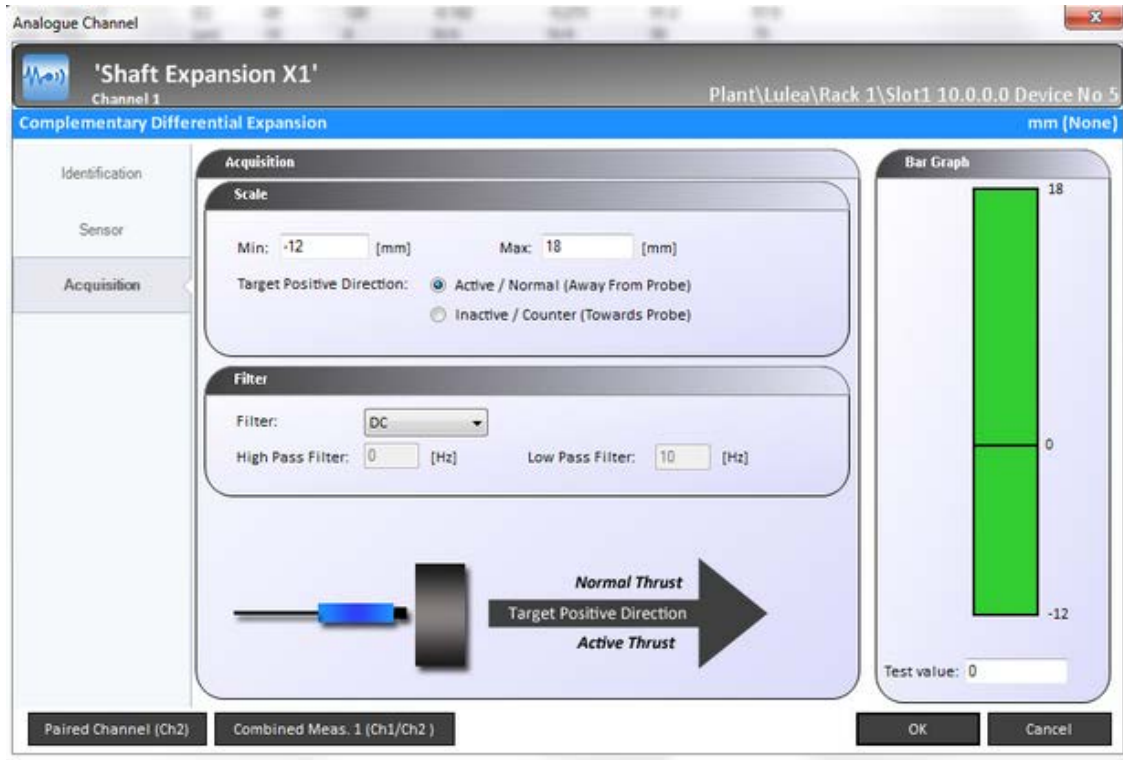 Analogue Channel
'Shaft Expansion X1'
Channel 1
Plant\Lulea\Rack 1\Slot1 10.0.0.0 Device No 5
Complementary Differential Expansion mm (None)
Identification
Sensor
Acquisition
Acquisition
Scale
Min: -12 [mm] Max: 18 [mm]
Target Positive Direction: Active / Normal (Away From Probe)
Inactive / Counter (Towards Probe)
Filter
Filter: DC
High Pass Filter: 0 [Hz] Low Pass Filter: 10 [Hz]
Normal Thrust
Target Positive Direction
Active Thrust
Bar Graph
18
0
-12
Test value: 0
Paired Channel (Ch2) Combined Meas. 1 (Ch1/Ch2 ) OK Cancel